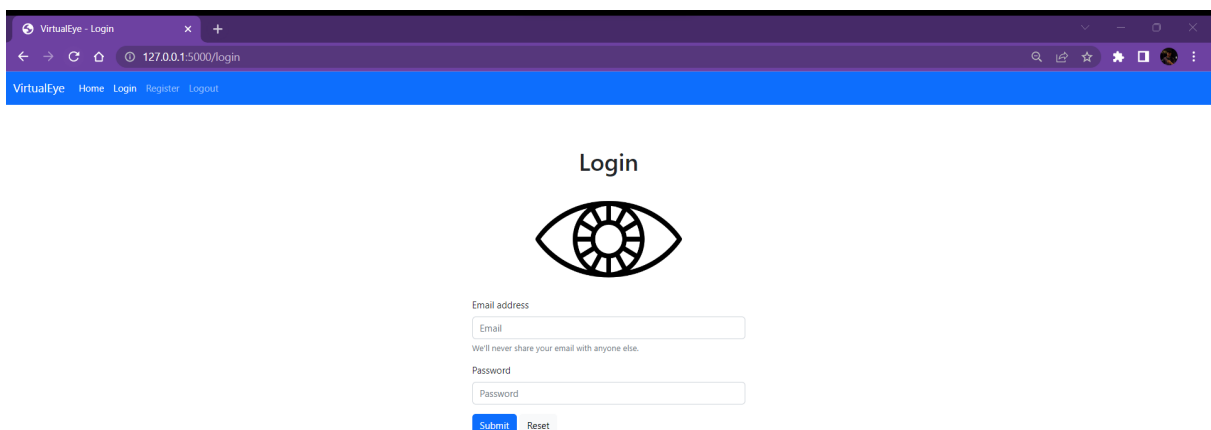 VirtualEye - Login
127.0.0.1:5000/login
VirtualEye Home Login Register Logout
Login
Email address
Email
We'll never share your email with anyone else.
Password
Password
Submit Reset